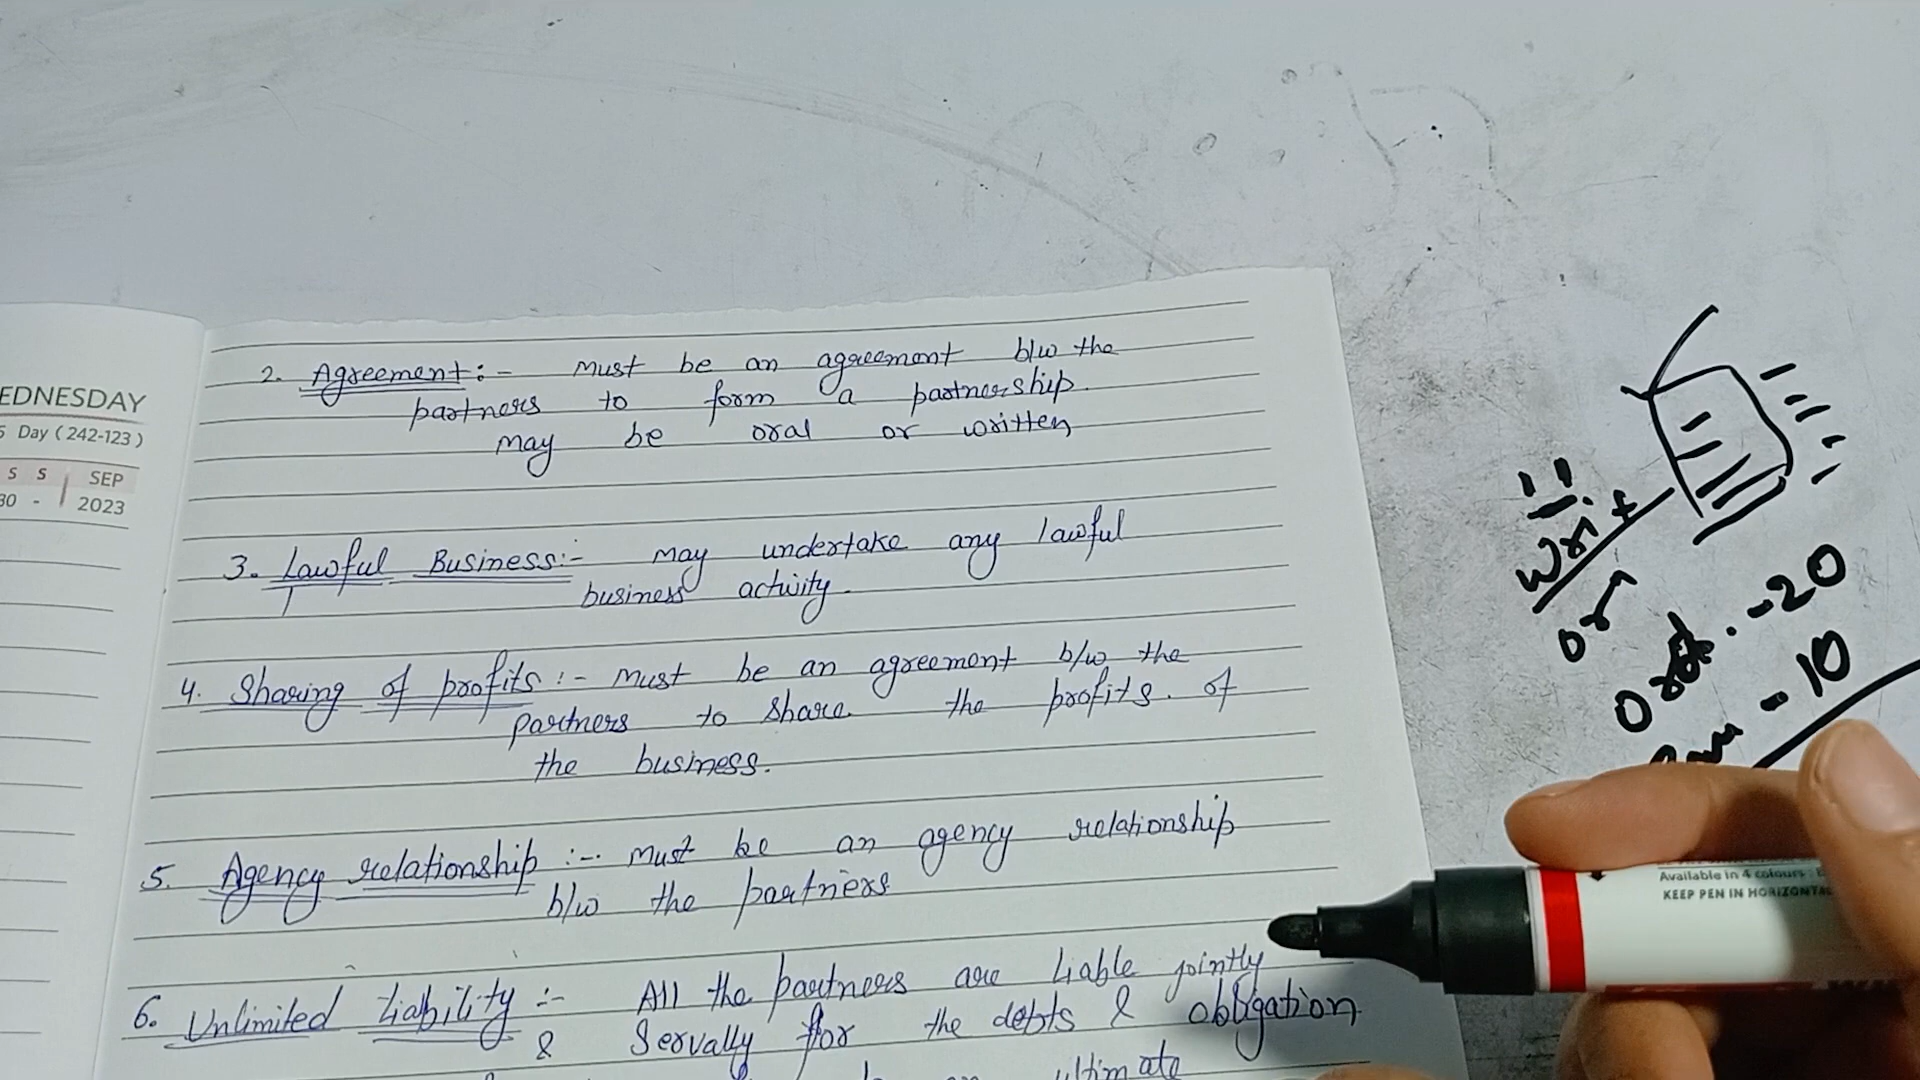 EDNESDAY
Day (242-123)
S S SEP
30 - 2023
2. Agreement :- must be an agreement b/w the
partners to form a partnership.
may be oral or written
3. Lawful Business:- may undertake any lawful
business activity.
4. Sharing of profits :- must be an agreement b/w the
partners to share the profits. of
the business.
5. Agency relationship :- must be an agency relationship
b/w the partners
6. Unlimited Liability :- All the partners are liable jointly
& Servally for the debts & obligation
ultimate
writ
or
-20
-10
Available in 4 colours :
KEEP PEN IN HORIZONTAL